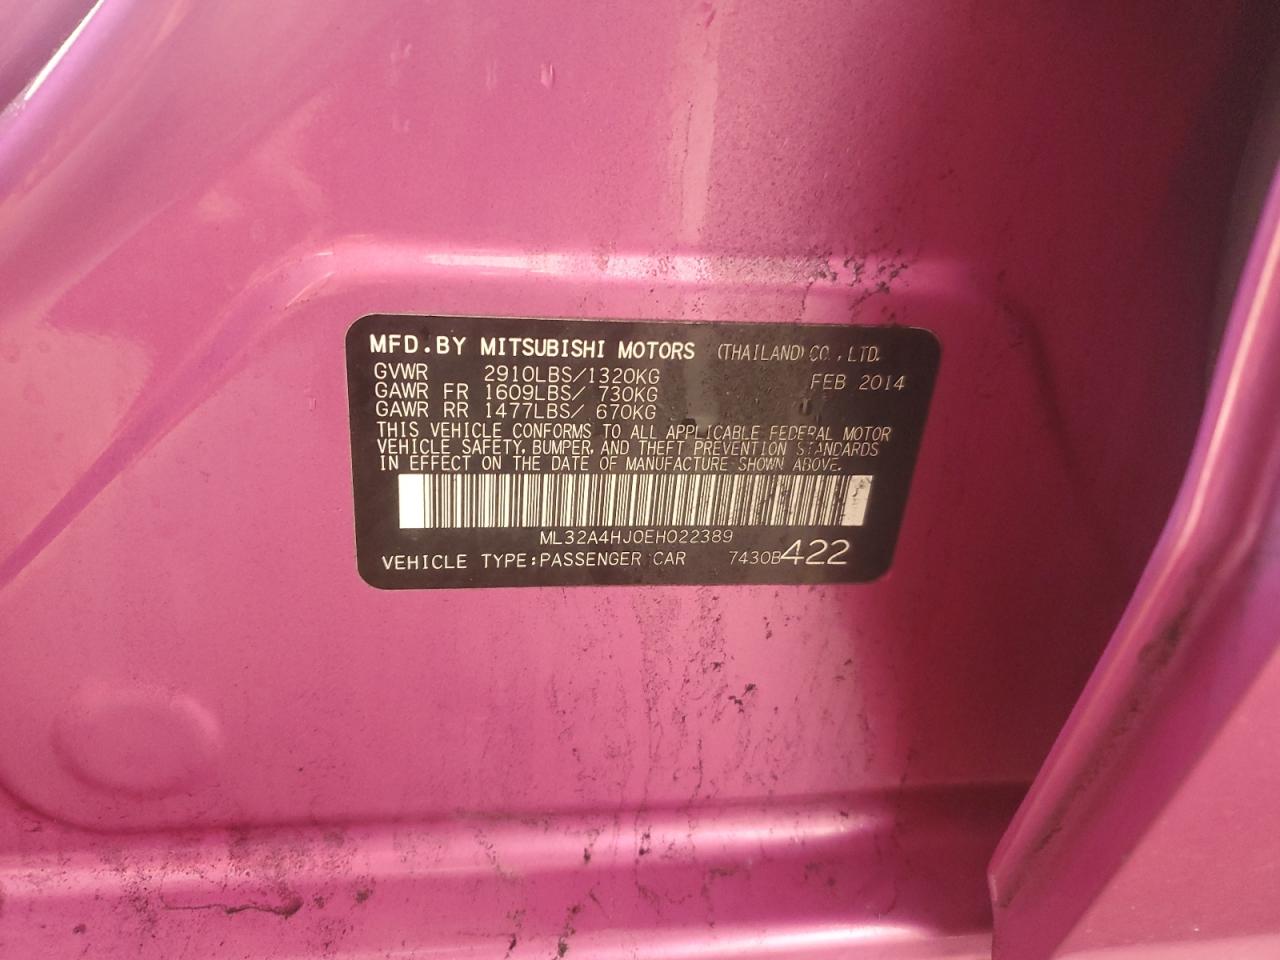 MFD.BY MITSUBISHI MOTORS (THAILAND) CO.,LTD.
GVWR 2910LBS/1320KG FEB 2014
GAWR FR 1609LBS/ 730KG
GAWR RR 1477LBS/ 670KG
THIS VEHICLE CONFORMS TO ALL APPLICABLE FEDERAL MOTOR
VEHICLE SAFETY, BUMPER, AND THEFT PREVENTION STANDARDS
IN EFFECT ON THE DATE OF MANUFACTURE SHOWN ABOVE.
ML32A4HJ0EH022389
VEHICLE TYPE:PASSENGER CAR 7430B422